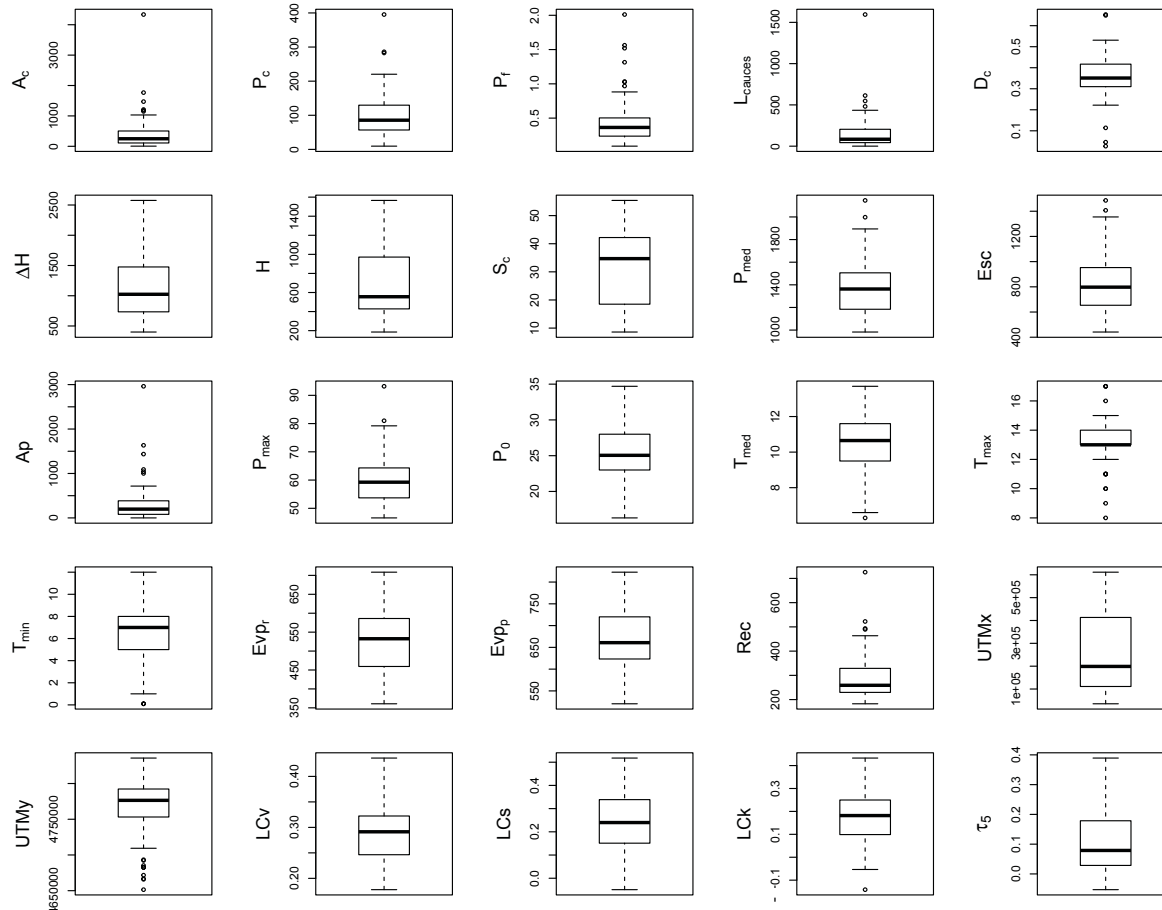 A_c 0 1000 3000
P_c 0 100 200 300 400
P_f 0.5 1.0 1.5 2.0
L_cauces 0 500 1000 1500
D_c 0.1 0.3 0.5
ΔH 500 1500 2500
H 200 600 1000 1400
S_c 10 20 30 40 50
P_med 1000 1400 1800
Esc 400 800 1200
Ap 0 1000 2000 3000
P_max 50 60 70 80 90
P_0 20 25 30 35
T_med 8 10 12
T_max 8 10 12 14 16
T_min 0 2 4 6 8 10
Evp_r 350 450 550 650
Evp_p 550 650 750
Rec 200 400 600
UTMx 1e+05 3e+05 5e+05
UTMy 4650000 4750000
LCv 0.20 0.30 0.40
LCs 0.0 0.2 0.4
LCk - 0.1 0.1 0.3
τ_5 0.0 0.1 0.2 0.3 0.4